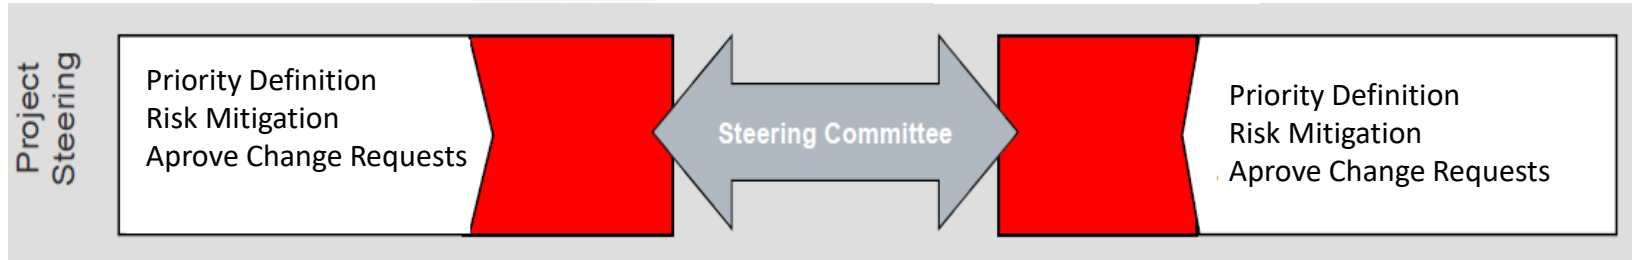 Project
Steering
Priority Definition
Risk Mitigation
Aprove Change Requests
Steering Committee
Priority Definition
Risk Mitigation
Aprove Change Requests